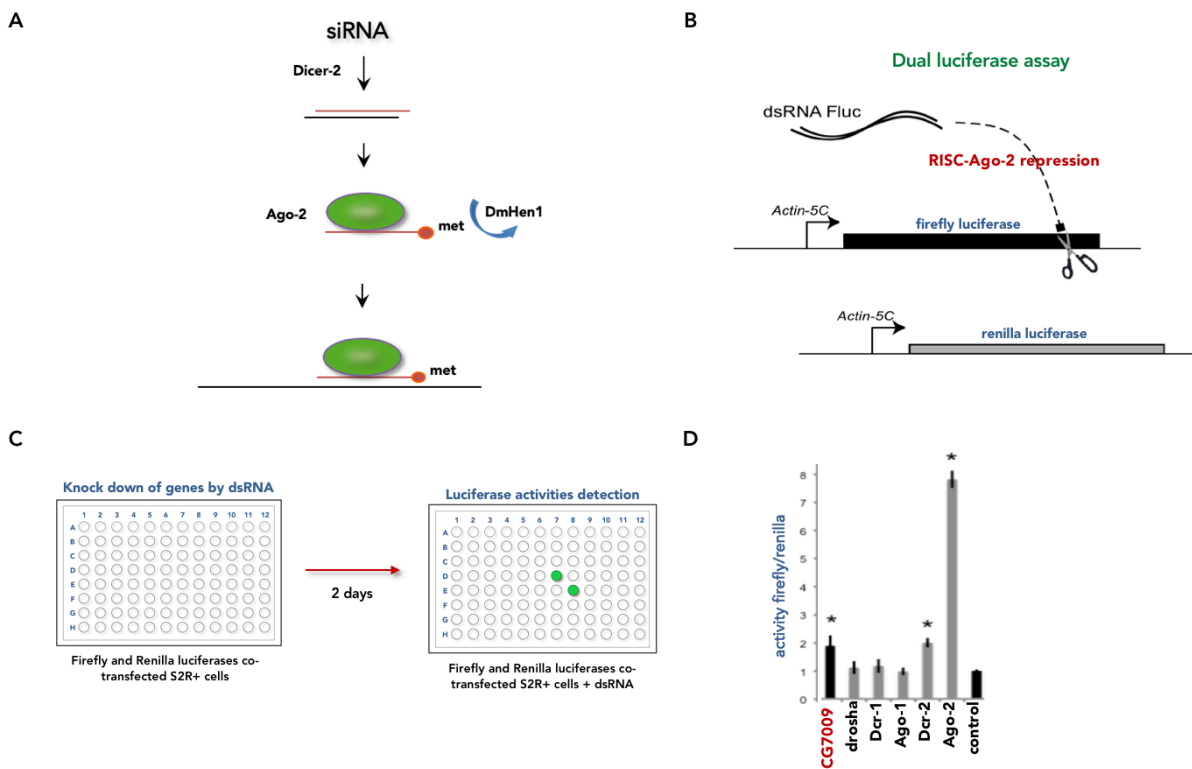 A
siRNA
Dicer-2
Ago-2
met
DmHen1
met
B
Dual luciferase assay
dsRNA Fluc
RISC-Ago-2 repression
Actin-5C
firefly luciferase
Actin-5C
renilla luciferase
C
Knock down of genes by dsRNA
1 2 3 4 5 6 7 8 9 10 11 12
A
B
C
D
E
F
G
H
Firefly and Renilla luciferases co-
transfected S2R+ cells
2 days
Luciferase activities detection
1 2 3 4 5 6 7 8 9 10 11 12
A
B
C
D
E
F
G
H
Firefly and Renilla luciferases co-
transfected S2R+ cells + dsRNA
D
activity firefly/renilla
8
7
6
5
4
3
2
1
0
*
*
*
CG7009
drosha
Dcr-1
Ago-1
Dcr-2
Ago-2
control